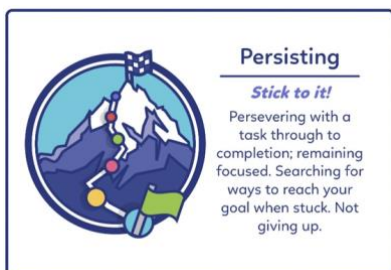 Persisting
Stick to it!
Persevering with a
task through to
completion; remaining
focused. Searching for
ways to reach your
goal when stuck. Not
giving up.